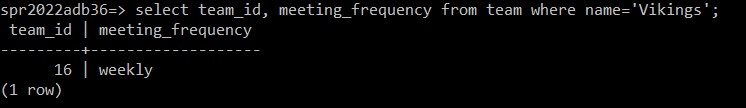 spr2022adb36=> select team_id, meeting_frequency from team where name='Vikings';
 team_id | meeting_frequency
---------+-------------------
      16 | weekly
(1 row)